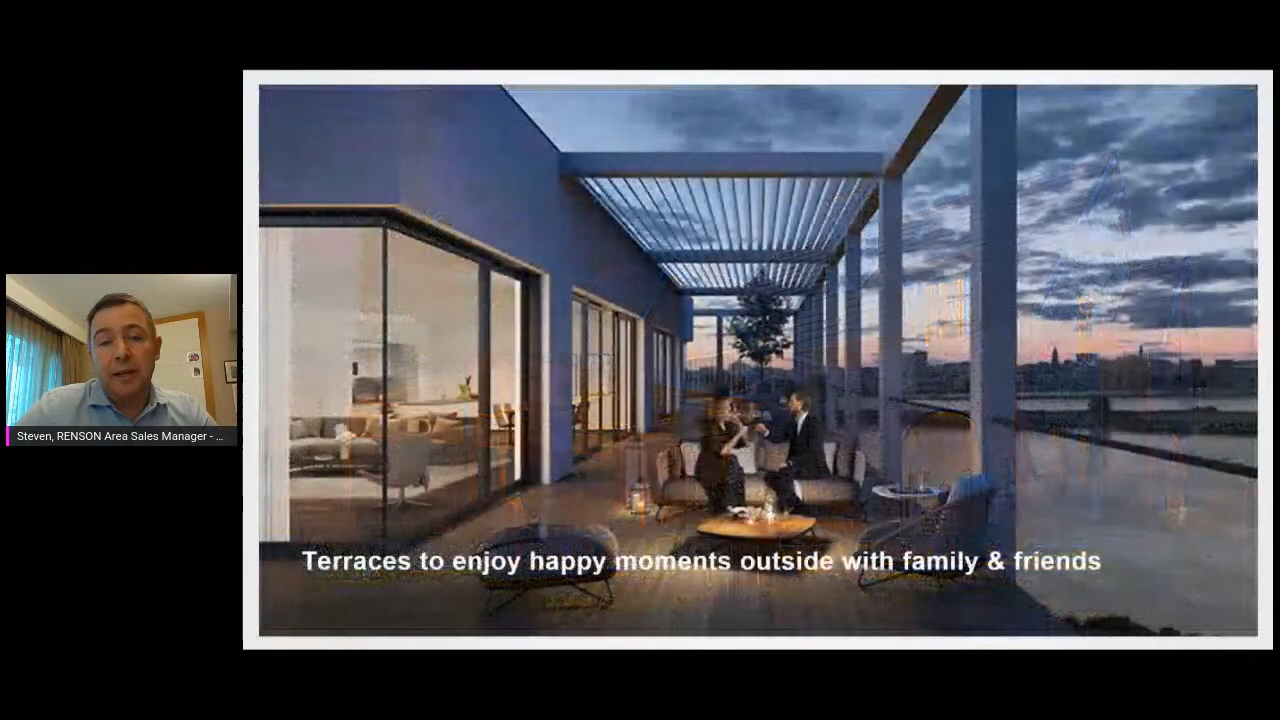 Steven, RENSON Area Sales Manager - ...
Terraces to enjoy happy moments outside with family & friends